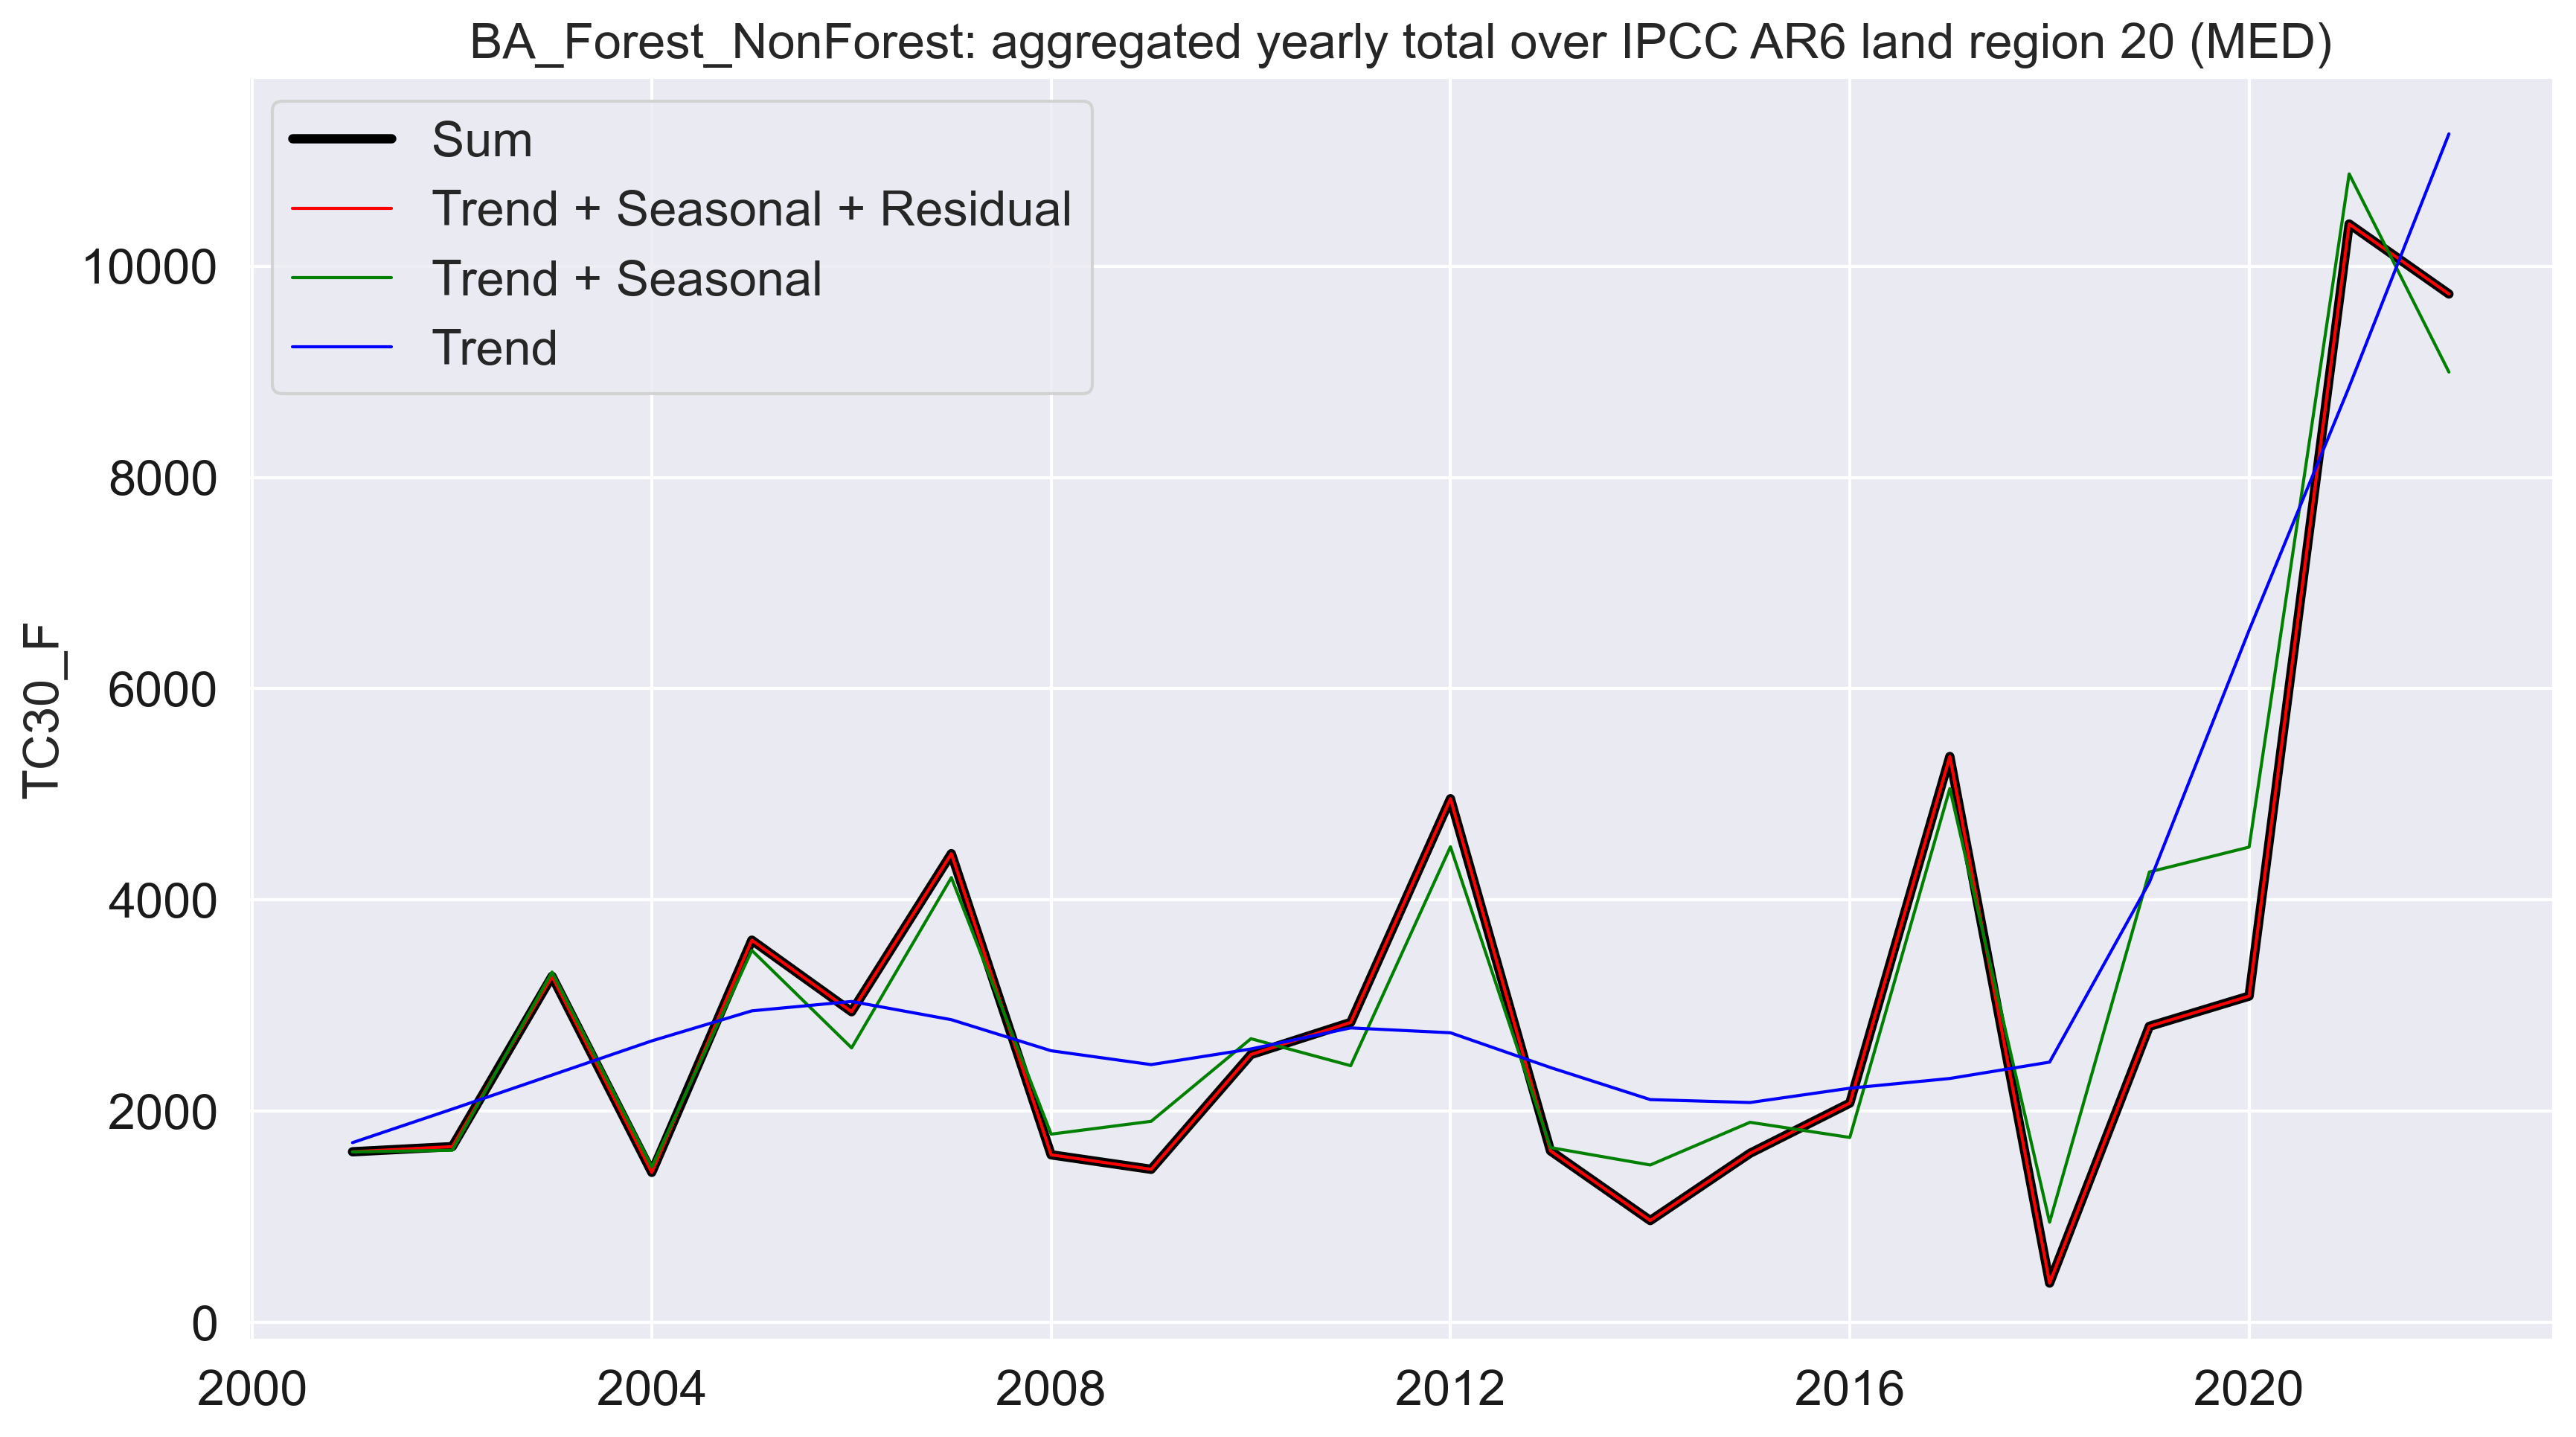 BA_Forest_NonForest: aggregated yearly total over IPCC AR6 land region 20 (MED)
Sum
Trend + Seasonal + Residual
Trend + Seasonal
Trend
10000
8000
6000
4000
2000
0
TC30_F
2000 2004 2008 2012 2016 2020